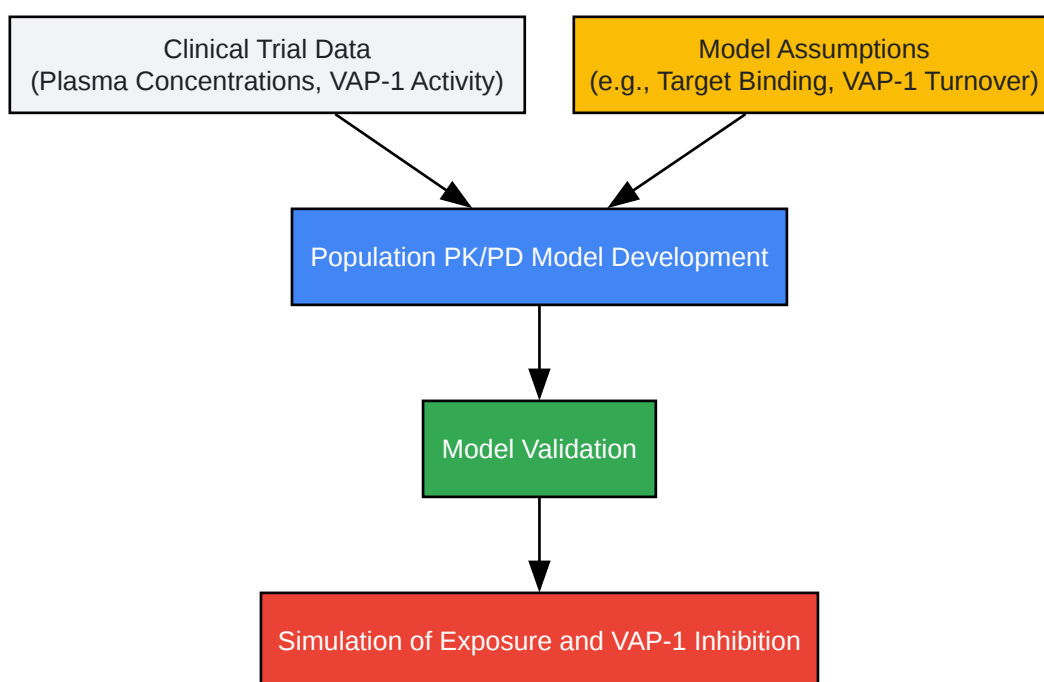 Clinical Trial Data
(Plasma Concentrations, VAP-1 Activity)
Model Assumptions
(e.g., Target Binding, VAP-1 Turnover)
Population PK/PD Model Development
Model Validation
Simulation of Exposure and VAP-1 Inhibition